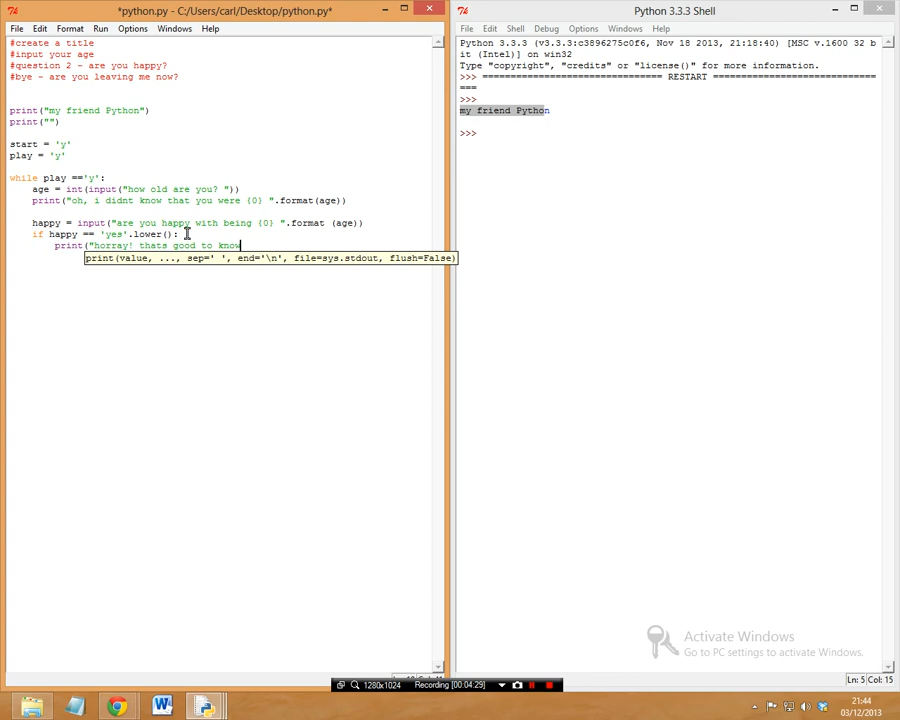 *python.py - C:/Users/carl/Desktop/python.py*
File Edit Format Run Options Windows Help
#create a title
#input your age
#question 2 - are you happy?
#bye - are you leaving me now?
print("my friend Python")
print("")
start = 'y'
play = 'y'
while play =='y':
age = int(input("how old are you? "))
print("oh, i didnt know that you were {0} ".format(age))
happy = input("are you happy with being {0} ".format (age))
if happy == 'yes'.lower():
print("horray! thats good to know
print(value, ..., sep=' ', end='\n', file=sys.stdout, flush=False)
Python 3.3.3 Shell
File Edit Shell Debug Options Windows Help
Python 3.3.3 (v3.3.3:c3896275c0f6, Nov 18 2013, 21:18:40) [MSC v.1600 32 b
it (Intel)] on win32
Type "copyright", "credits" or "license()" for more information.
>>> ================================ RESTART =============================
===
>>>
my friend Python
>>>
Activate Windows
Go to PC settings to activate Windows.
Ln: 5 Col: 15
1280x1024 Recording [00:04:29]
21:44
03/12/2013